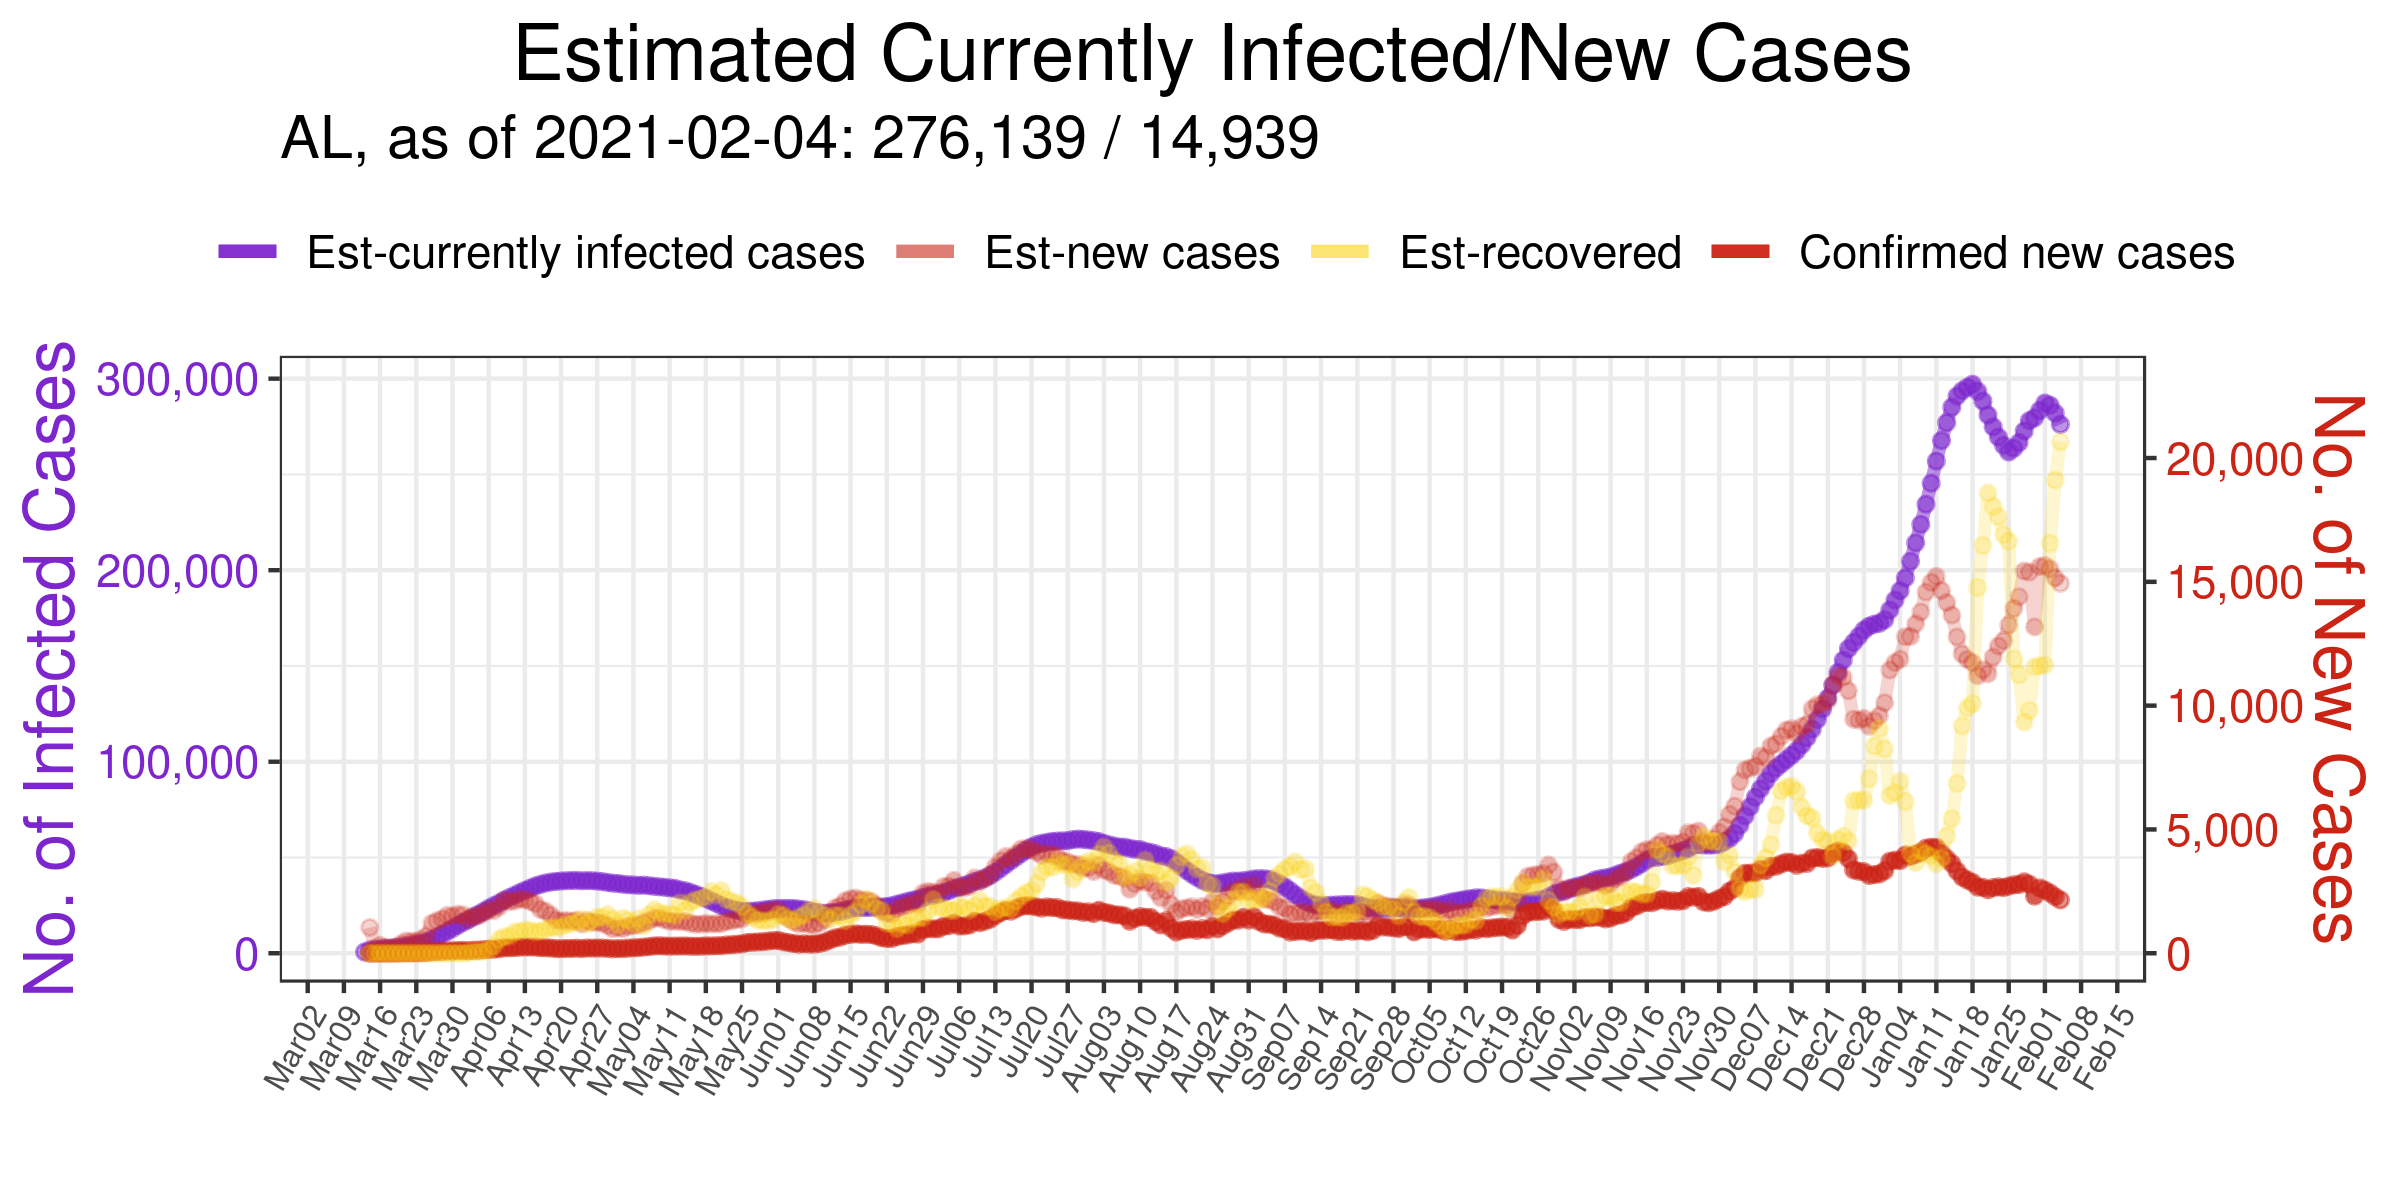 Estimated Currently Infected/New Cases
AL, as of 2021-02-04: 276,139 / 14,939
Est-currently infected cases Est-new cases Est-recovered Confirmed new cases
No. of Infected Cases
300,000
200,000
100,000
0
20,000
15,000
10,000
5,000
0
No. of New Cases
Mar02 Mar09 Mar16 Mar23 Mar30 Apr06 Apr13 Apr20 Apr27 May04 May11 May18 May25 Jun01 Jun08 Jun15 Jun22 Jun29 Jul06 Jul13 Jul20 Jul27 Aug03 Aug10 Aug17 Aug24 Aug31 Sep07 Sep14 Sep21 Sep28 Oct05 Oct12 Oct19 Oct26 Nov02 Nov09 Nov16 Nov23 Nov30 Dec07 Dec14 Dec21 Dec28 Jan04 Jan11 Jan18 Jan25 Feb01 Feb08 Feb15